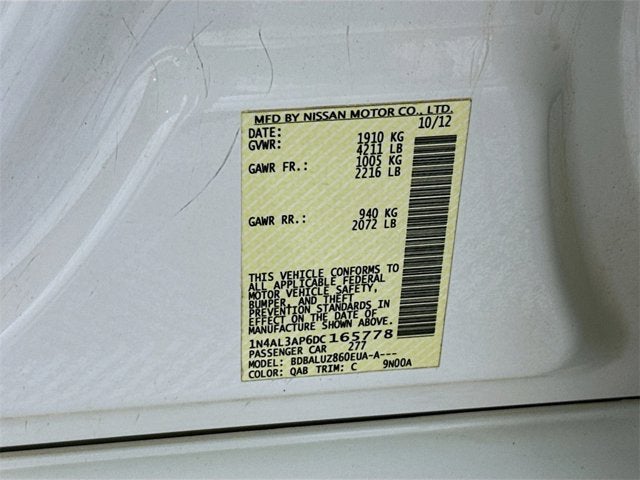 MFD BY NISSAN MOTOR CO., LTD.
DATE: 10/12
GVWR: 1910 KG
4211 LB
GAWR FR.: 1005 KG
2216 LB
GAWR RR.: 940 KG
2072 LB
THIS VEHICLE CONFORMS TO
ALL APPLICABLE FEDERAL
MOTOR VEHICLE SAFETY,
BUMPER, AND THEFT
PREVENTION STANDARDS IN
EFFECT ON THE DATE OF
MANUFACTURE SHOWN ABOVE.
1N4AL3AP6DC165778
PASSENGER CAR 277
MODEL: BDBALUZ860EUA-A---
COLOR: QAB TRIM: C 9N00A